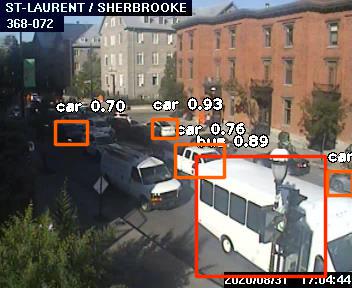 ST-LAURENT / SHERBROOKE
368-072
car 0.70
car 0.93
car 0.76
bus 0.89
car
2020/08/31 17:04:44